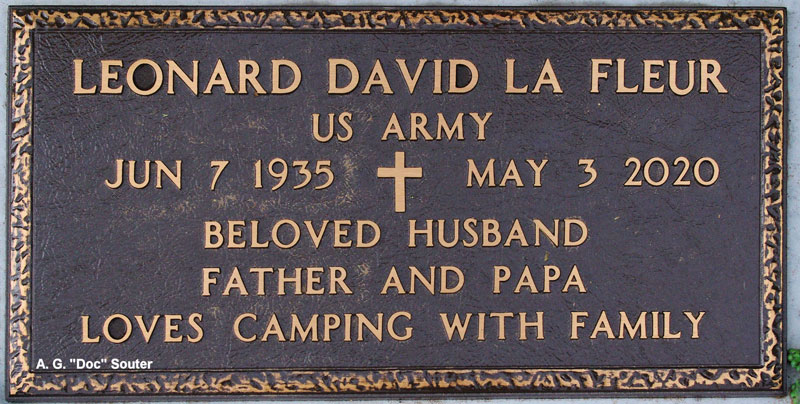 LEONARD DAVID LA FLEUR
US ARMY
JUN 7 1935 MAY 3 2020
BELOVED HUSBAND
FATHER AND PAPA
LOVES CAMPING WITH FAMILY
A. G. "Doc" Souter